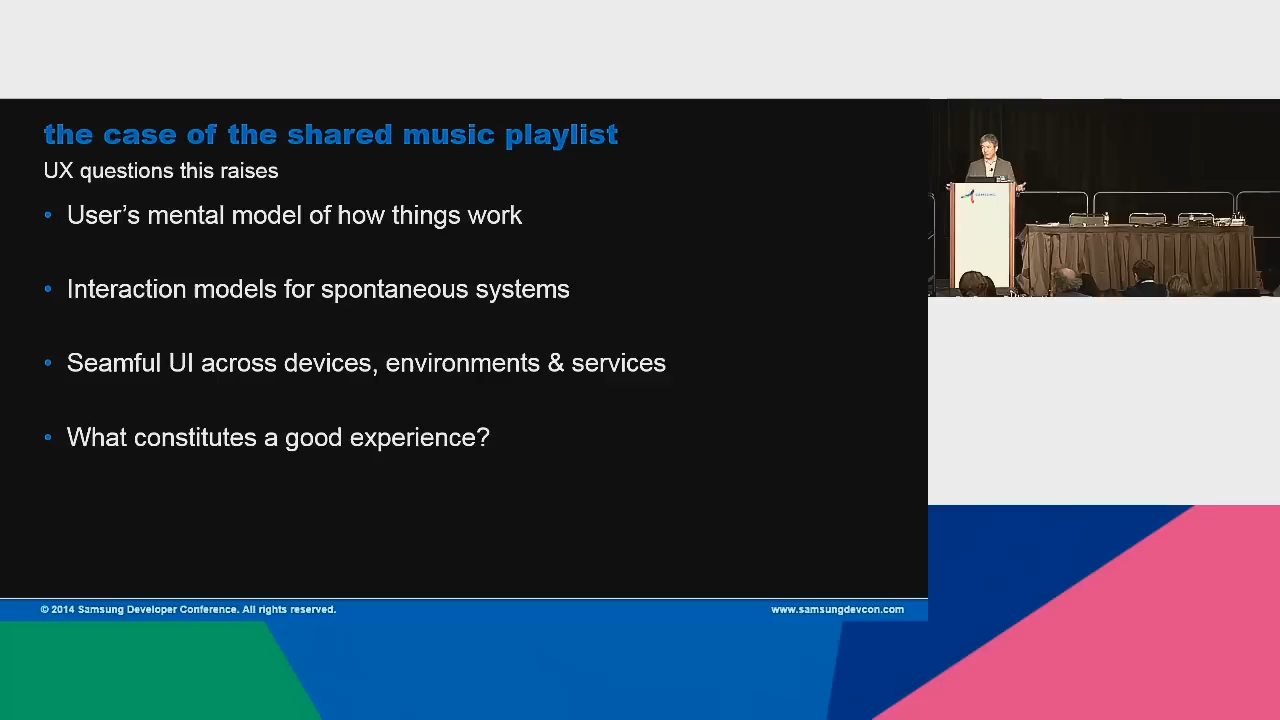 the case of the shared music playlist
UX questions this raises
• User’s mental model of how things work
• Interaction models for spontaneous systems
• Seamful UI across devices, environments & services
• What constitutes a good experience?
SAMSUNG
© 2014 Samsung Developer Conference. All rights reserved.
www.samsungdevcon.com